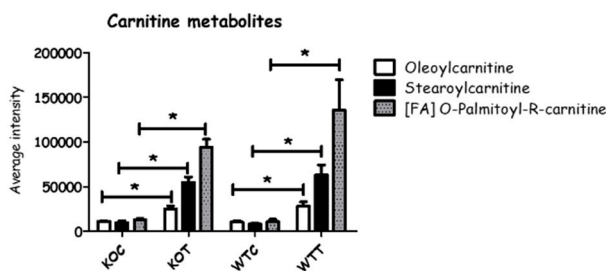 Carnitine metabolites
Average intensity
200000
150000
100000
50000
0
* * * * * *
KOC KOT WTC WTT
Oleoylcarnitine
Stearoylcarnitine
[FA] O-Palmitoyl-R-carnitine